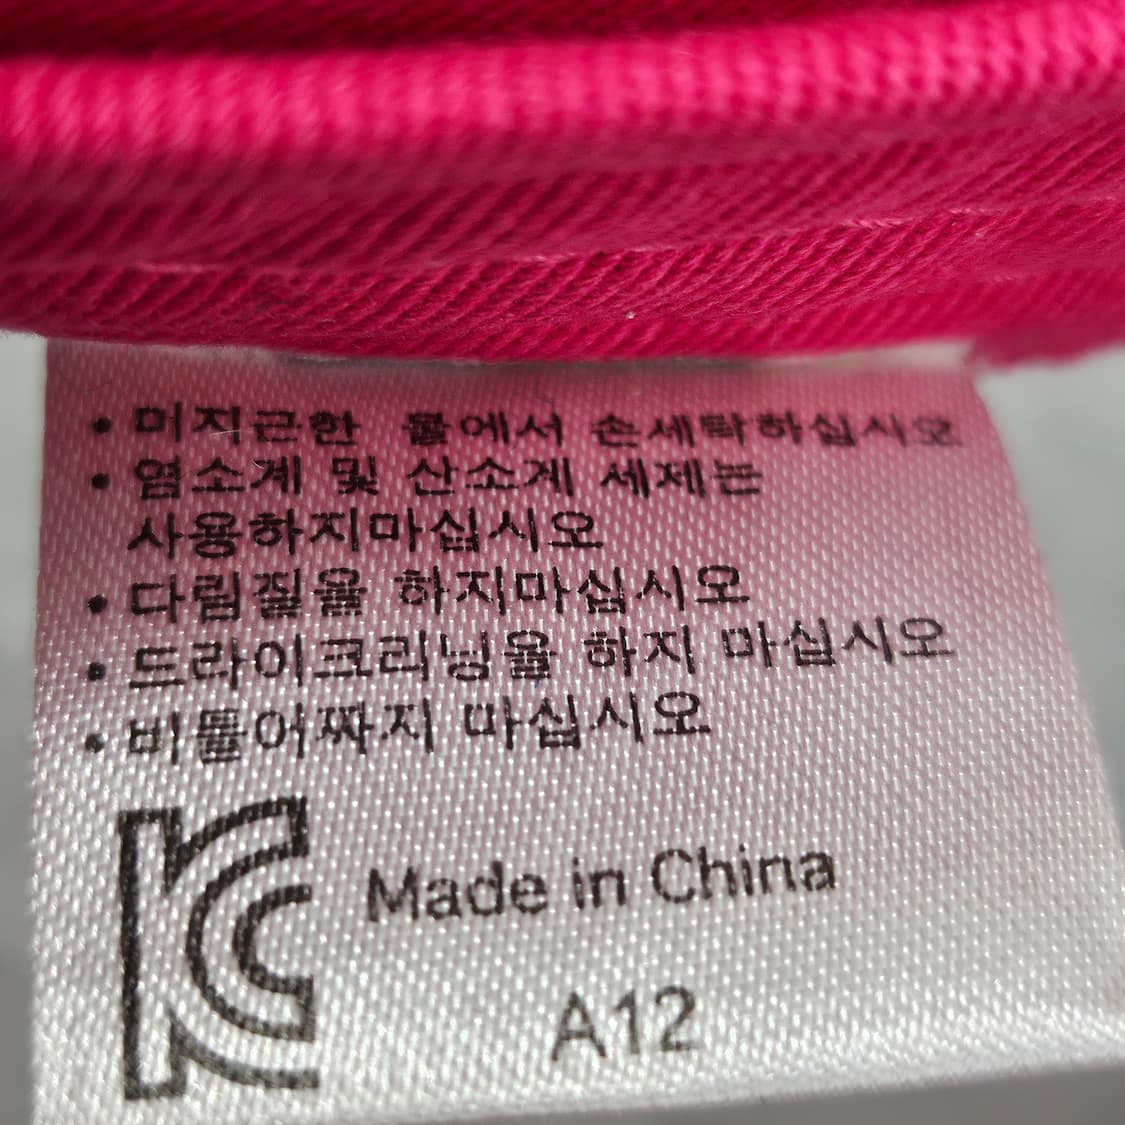 • 미지근한 물에서 손세탁하십시오
• 염소계 및 산소계 세제는
사용하지마십시오
• 다림질을 하지마십시오
• 드라이크리닝을 하지 마십시오
• 비틀어짜지 마십시오
KC
Made in China
A12